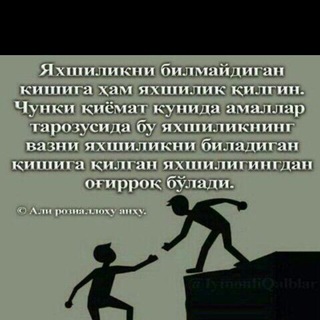 Яхшиликни билмайдиган
кишига ҳам яхшилик қилгин.
Чунки қиёмат кунида амаллар
тарозусида бу яхшиликнинг
вазни яхшиликни биладиган
кишига қилган яхшилигингдан
оғирроқ бўлади.
© Али розиаллоҳу анҳу.